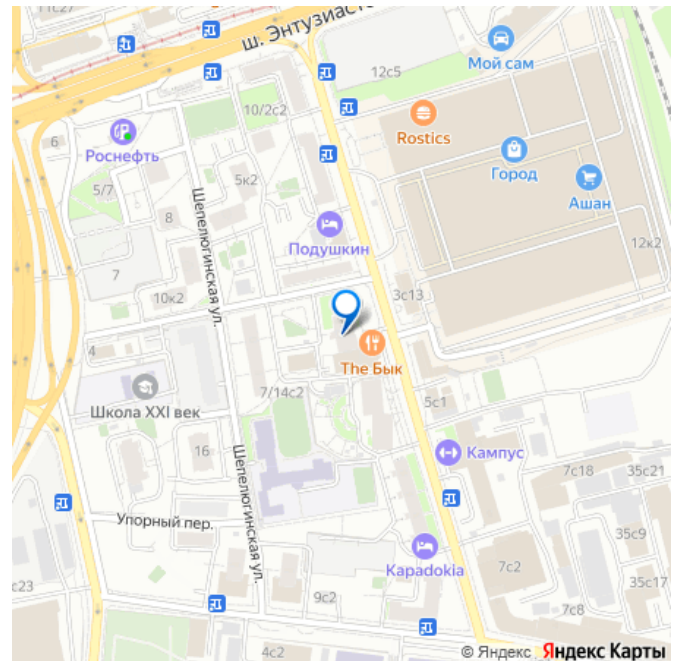 11с27
ш. Энтузиастов
Мой сам
12с5
10/2с2
Rostics
6
Роснефть
Город
5к2
Ашан
5/7
Шепелюгинская ул.
8
Подушкин
12к2
7
10к2
3с13
4
The Бык
7/14с2
5с1
Школа XXI век
16
Шепелюгинская ул.
Кампус
7с18
35с21
Упорный пер.
35с9
Kapadokia
7с2
35с17
с23
9с2
7с8
4с2
© Яндекс Яндекс Карты